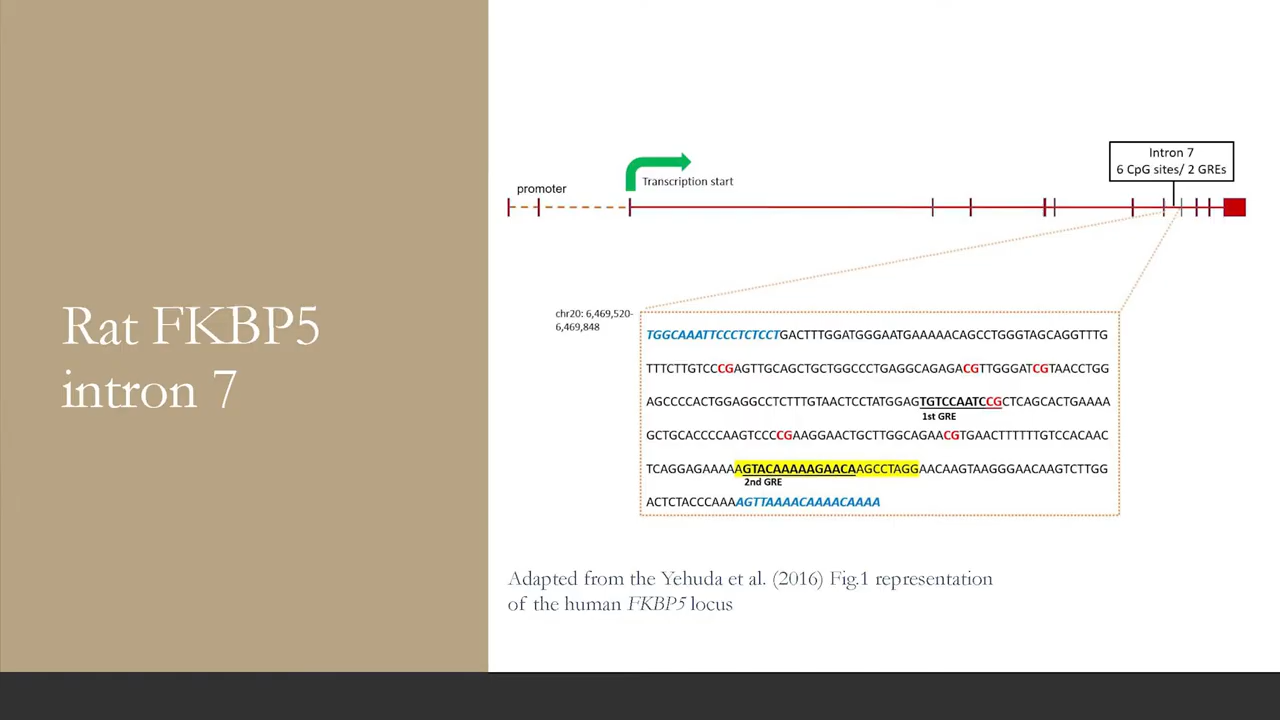 Rat FKBP5
intron 7
Intron 7
6 CpG sites/ 2 GREs
promoter
Transcription start
chr20: 6,469,520-
6,469,848
TGGCAAATTCCCTCTCCTGACTTTGGATGGGAATGAAAAACAGCCTGGGTAGCAGGTTTG
TTTCTTGTCCCGAGTTGCAGCTGCTGGCCCTGAGGCAGAGACGTTGGGATCGTAACCTGG
AGCCCCACTGGAGGCCTCTTTGTAACTCCTATGGAGTGTCCAATCCGCTCAGCACTGAAAA
1st GRE
GCTGCACCCCAAGTCCCCGAAGGAACTGCTTGGCAGAACGTGAACTTTTTTGTCCACAAC
TCAGGAGAAAAAGTACAAAAAGAACAAGCCTAGGAACAAGTAAGGGAACAAGTCTTGG
2nd GRE
ACTCTACCCAAAAGTTAAAACAAAACAAAA
Adapted from the Yehuda et al. (2016) Fig.1 representation
of the human FKBP5 locus